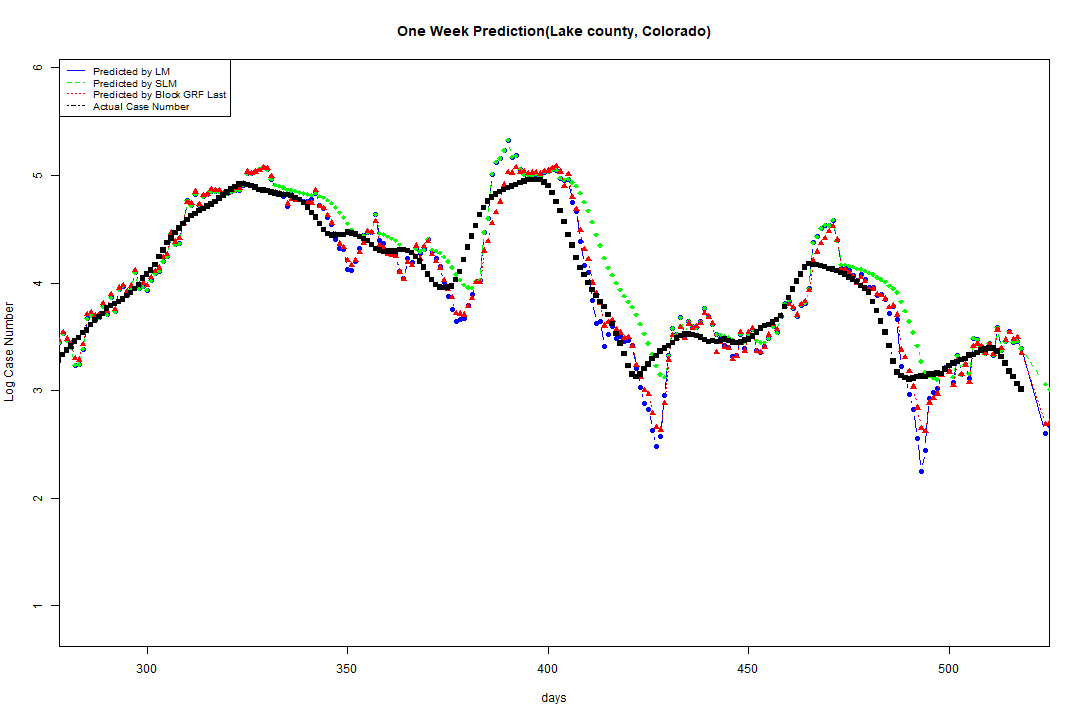 One Week Prediction(Lake county, Colorado)
Predicted by LM
Predicted by SLM
Predicted by Block GRF Last
Actual Case Number
6
5
4
3
2
1
Log Case Number
300 350 400 450 500
days